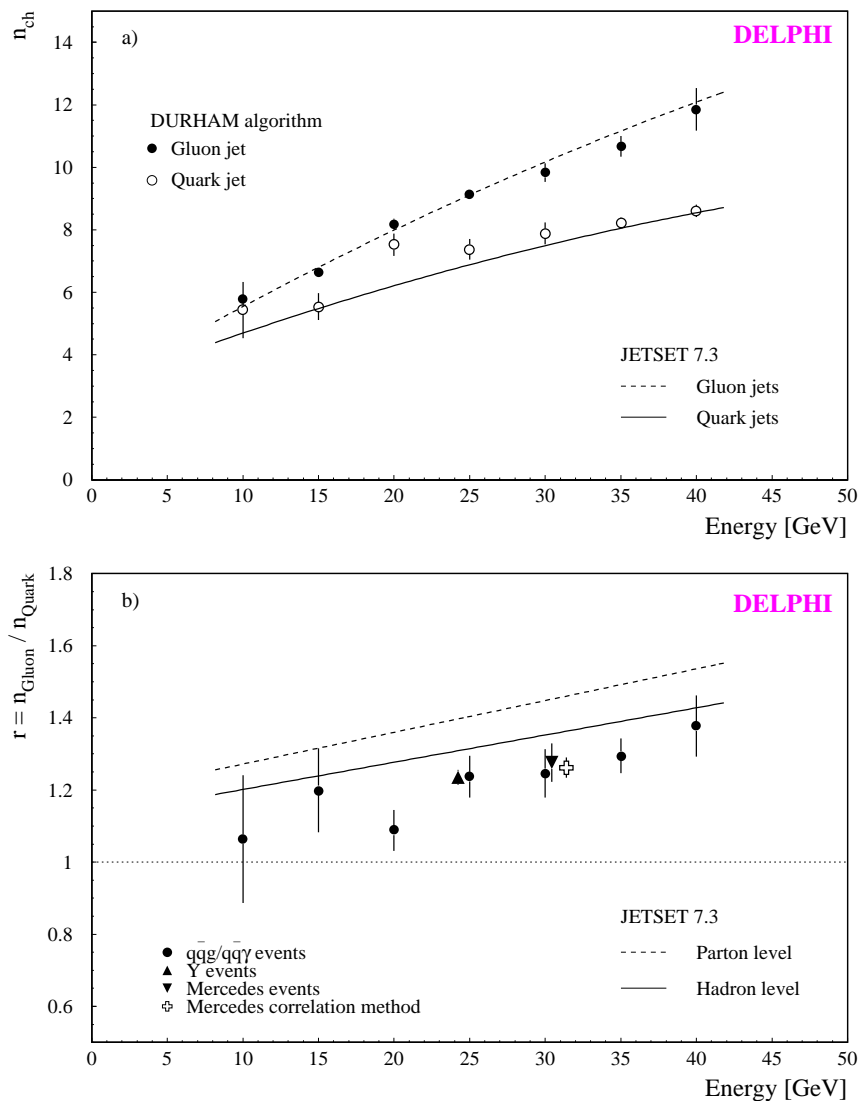 a)
DELPHI
n_ch
14
12
10
8
6
4
2
0
DURHAM algorithm
Gluon jet
Quark jet
JETSET 7.3
Gluon jets
Quark jets
0 5 10 15 20 25 30 35 40 45 50
Energy [GeV]
b)
DELPHI
r = n_Gluon / n_Quark
1.8
1.6
1.4
1.2
1
0.8
0.6
qq̄g/qq̄γ events
Y events
Mercedes events
Mercedes correlation method
JETSET 7.3
Parton level
Hadron level
0 5 10 15 20 25 30 35 40 45 50
Energy [GeV]